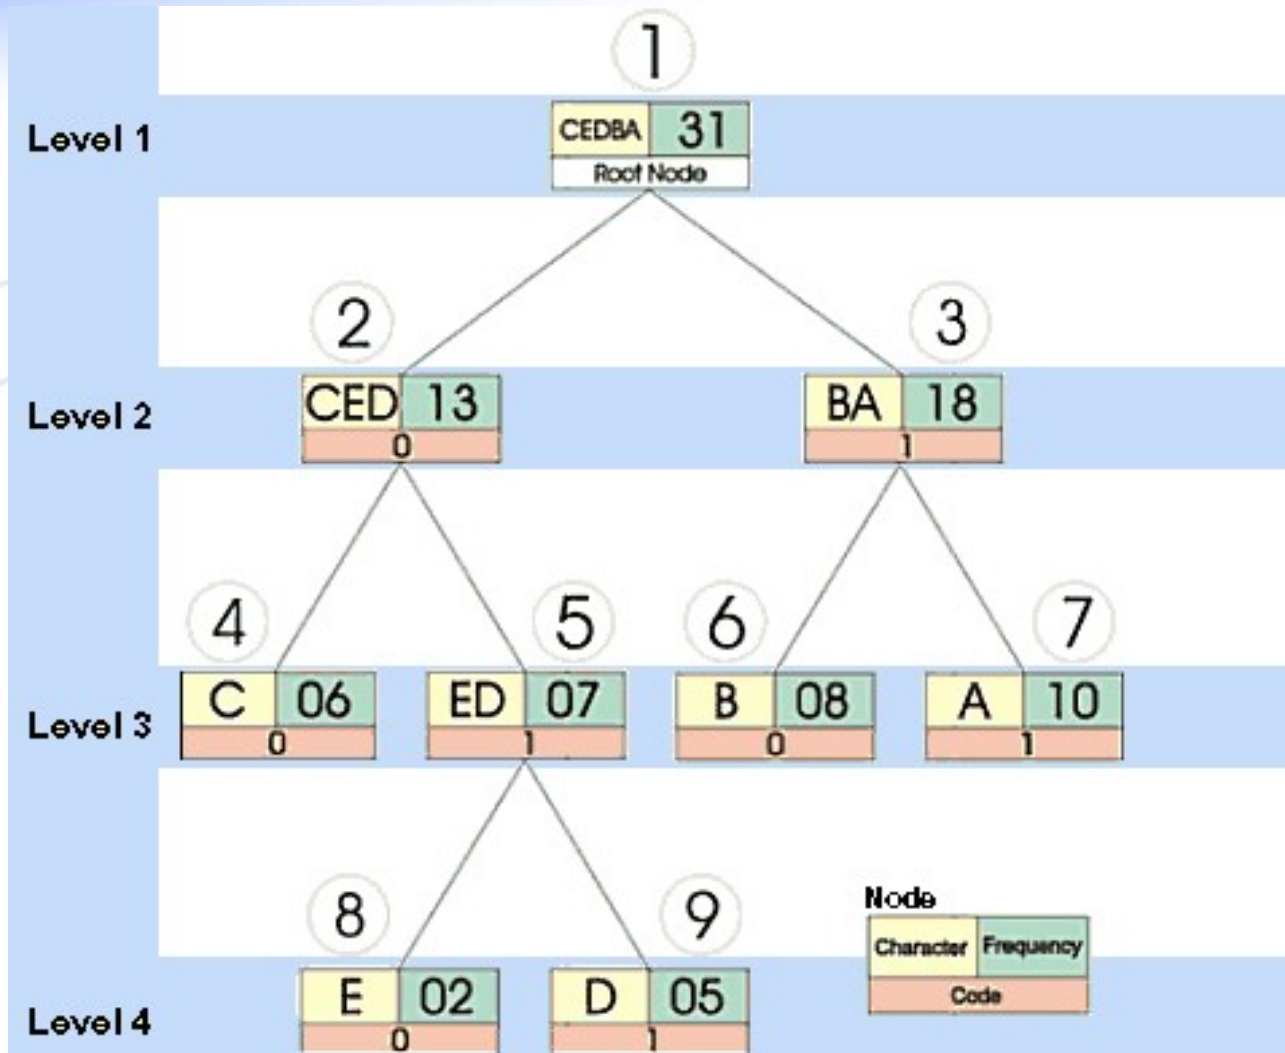 1
Level 1
CEDBA 31
Root Node
2 3
Level 2
CED 13 BA 18
0 1
4 5 6 7
Level 3
C 06 ED 07 B 08 A 10
0 1 0 1
8 9
Node
Character Frequency
Code
Level 4
E 02 D 05
0 1